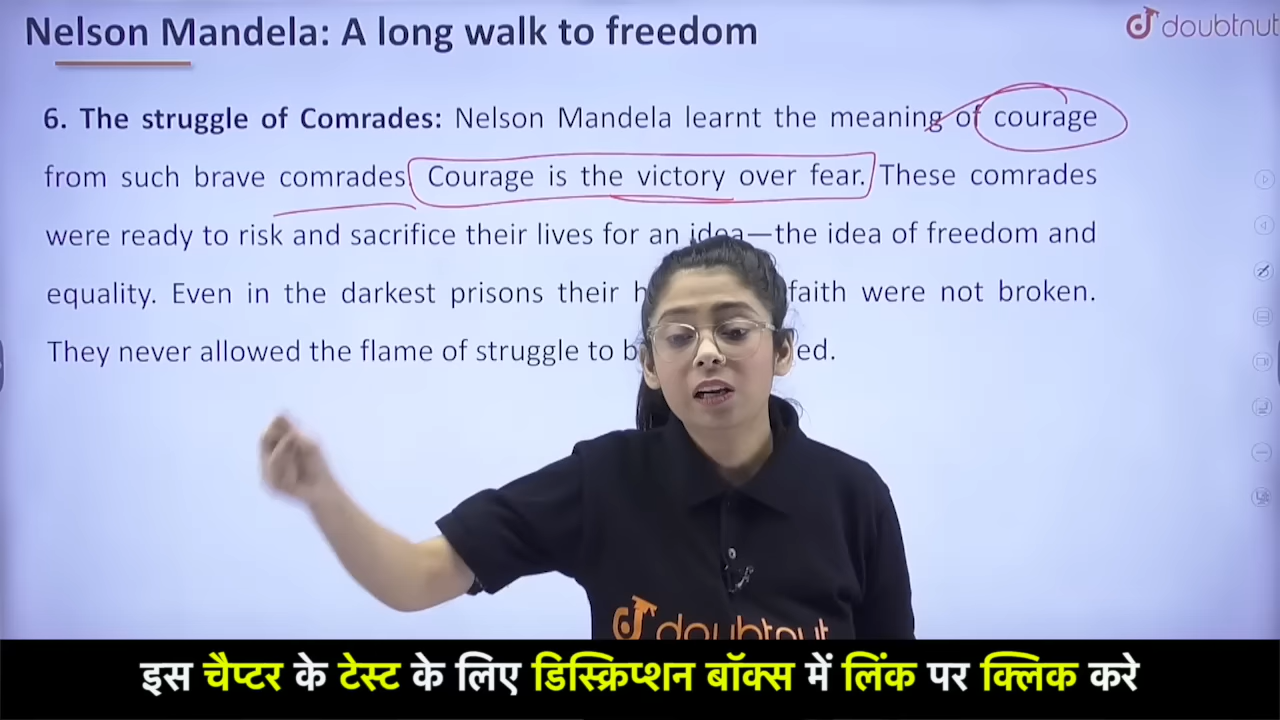 Nelson Mandela: A long walk to freedom
doubtnut
6. The struggle of Comrades: Nelson Mandela learnt the meaning of courage
from such brave comrades. Courage is the victory over fear. These comrades
were ready to risk and sacrifice their lives for an idea—the idea of freedom and
equality. Even in the darkest prisons their faith were not broken.
They never allowed the flame of struggle to
doubtnut
इस चैप्टर के टेस्ट के लिए डिस्क्रिप्शन बॉक्स में लिंक पर क्लिक करे